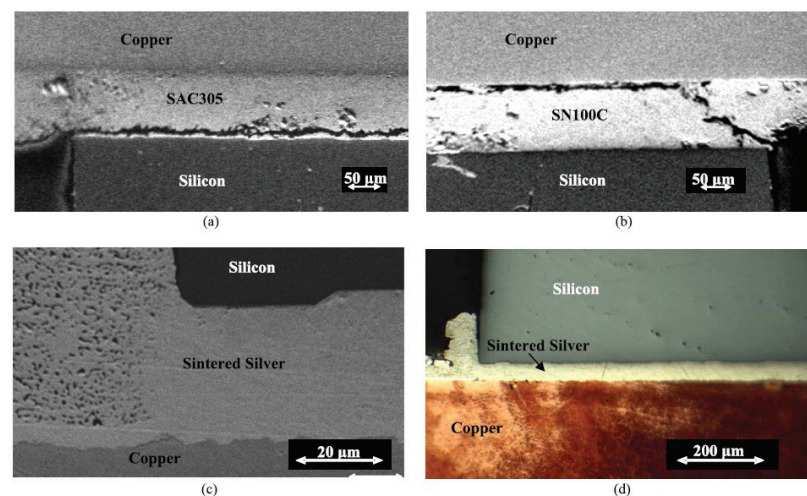 Copper
SAC305
Silicon
50 µm
(a)
Copper
SN100C
Silicon
50 µm
(b)
Silicon
Sintered Silver
Copper
20 µm
(c)
Silicon
Sintered Silver
Copper
200 µm
(d)